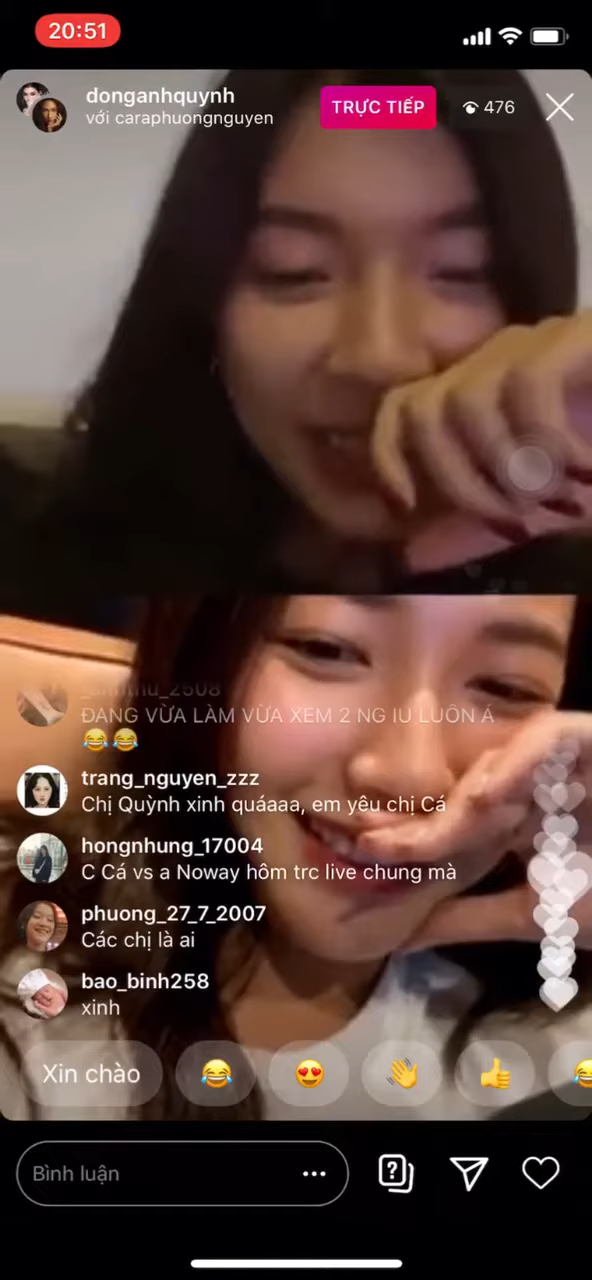 20:51
donganhquynh
với caraphuongnguyen
TRỰC TIẾP
476
ĐANG VỪA LÀM VỪA XEM 2 NG IU LUÔN Á
😂😂
trang_nguyen_zzz
Chị Quỳnh xinh quáaaa, em yêu chị Cá
hongnhung_17004
C Cá vs a Noway hôm trc live chung mà
phuong_27_7_2007
Các chị là ai
bao_binh258
xinh
Xin chào
Bình luận